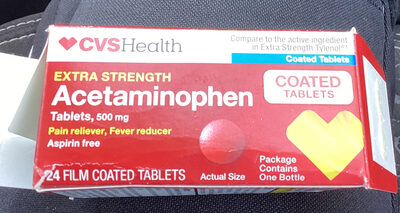 CVSHealth
Compare to the active ingredient
in Extra Strength Tylenol®†
Coated Tablets
EXTRA STRENGTH
Acetaminophen
Tablets, 500 mg
Pain reliever, Fever reducer
Aspirin free
COATED
TABLETS
24 FILM COATED TABLETS
Actual Size
Package
Contains
One Bottle